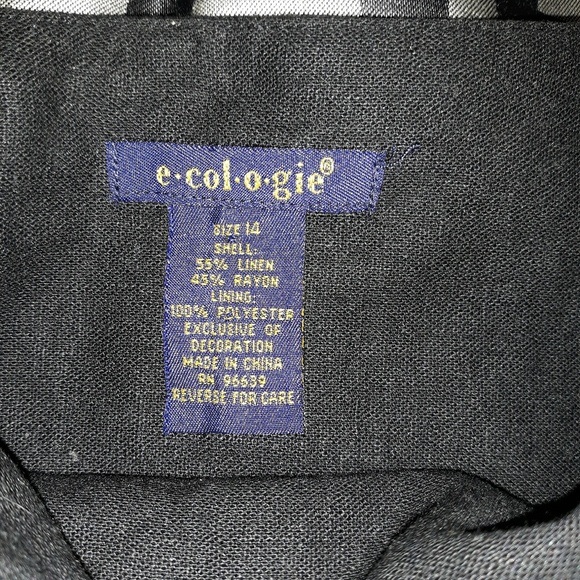 e·col·o·gie®
SIZE 14
SHELL:
55% LINEN
45% RAYON
LINING:
100% POLYESTER
EXCLUSIVE OF
DECORATION
MADE IN CHINA
RN 96639
REVERSE FOR CARE